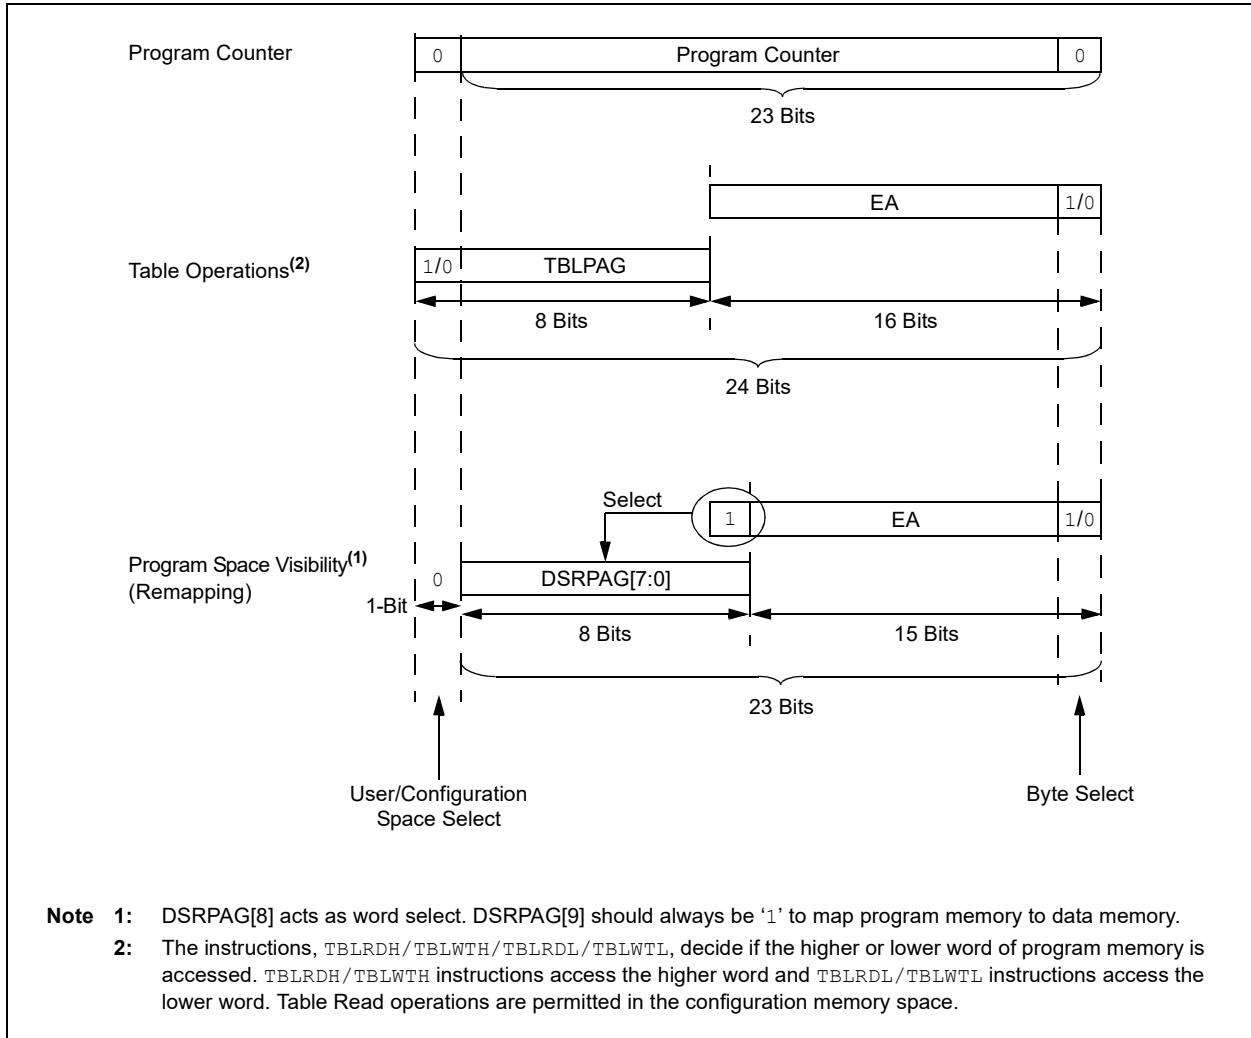 Program Counter
0
Program Counter
0
23 Bits
EA
1/0
Table Operations(2)
1/0
TBLPAG
8 Bits
16 Bits
24 Bits
Select
1
EA
1/0
Program Space Visibility(1)
(Remapping)
0
DSRPAG[7:0]
1-Bit
8 Bits
15 Bits
23 Bits
User/Configuration
Space Select
Byte Select
Note 1: DSRPAG[8] acts as word select. DSRPAG[9] should always be ‘1’ to map program memory to data memory.
2: The instructions, TBLRDH/TBLWTH/TBLRDL/TBLWTL, decide if the higher or lower word of program memory is
accessed. TBLRDH/TBLWTH instructions access the higher word and TBLRDL/TBLWTL instructions access the
lower word. Table Read operations are permitted in the configuration memory space.